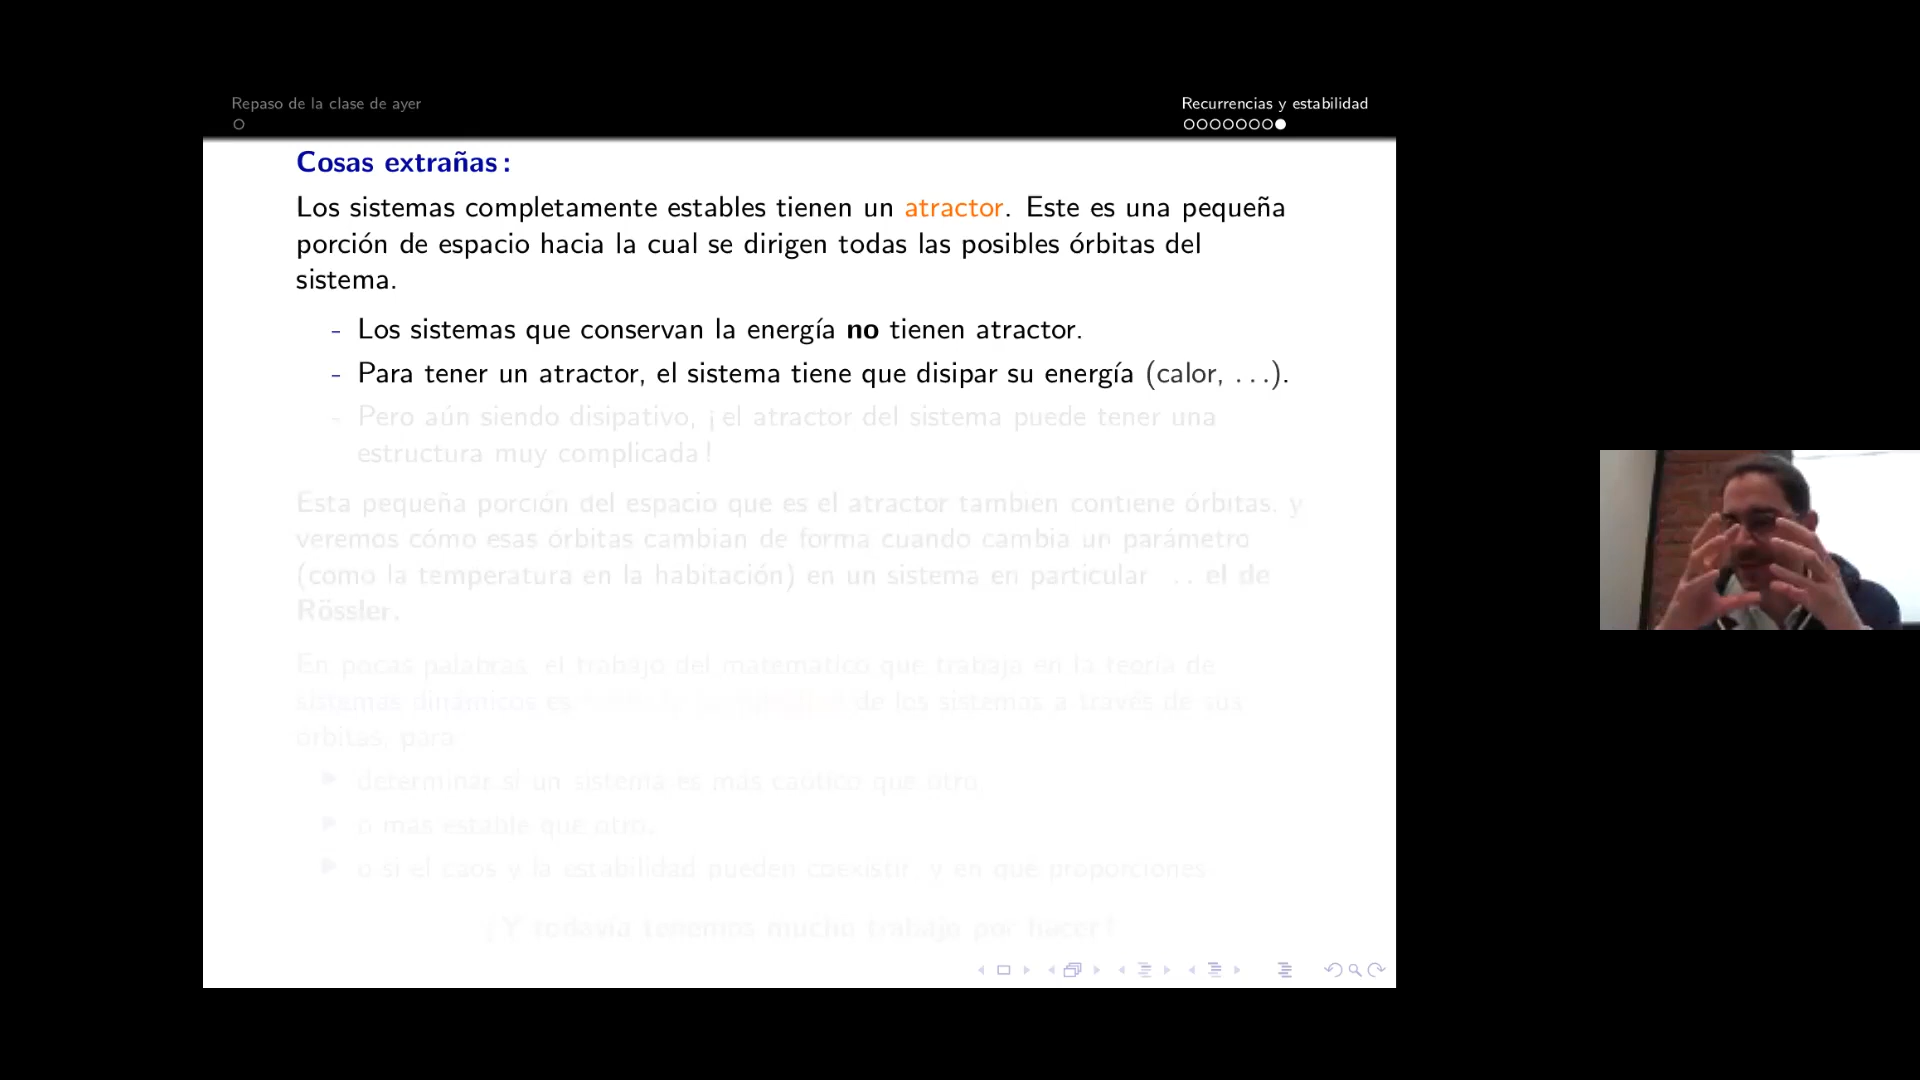 Repaso de la clase de ayer
Recurrencias y estabilidad
Cosas extrañas :
Los sistemas completamente estables tienen un atractor. Este es una pequeña
porción de espacio hacia la cual se dirigen todas las posibles órbitas del
sistema.
- Los sistemas que conservan la energía no tienen atractor.
- Para tener un atractor, el sistema tiene que disipar su energía (calor, . . .).
- Pero aún siendo disipativo, ¡ el atractor del sistema puede tener una
estructura muy complicada !
Esta pequeña porción del espacio que es el atractor tambien contiene órbitas, y
veremos cómo esas órbitas cambian de forma cuando cambia un parámetro
(como la temperatura en la habitación) en un sistema en particular . . . el de
Rössler.
En pocas palabras, el trabajo del matemático que trabaja en la teoría de
sistemas dinámicos es de los sistemas a través de sus
órbitas, para
determinar si un sistema es más caótico que otro
o mas estable que otro,
o si el caos y la estabilidad pueden coexistir, y en qué proporciones
¡ Y todavía tenemos mucho trabajo por hacer !